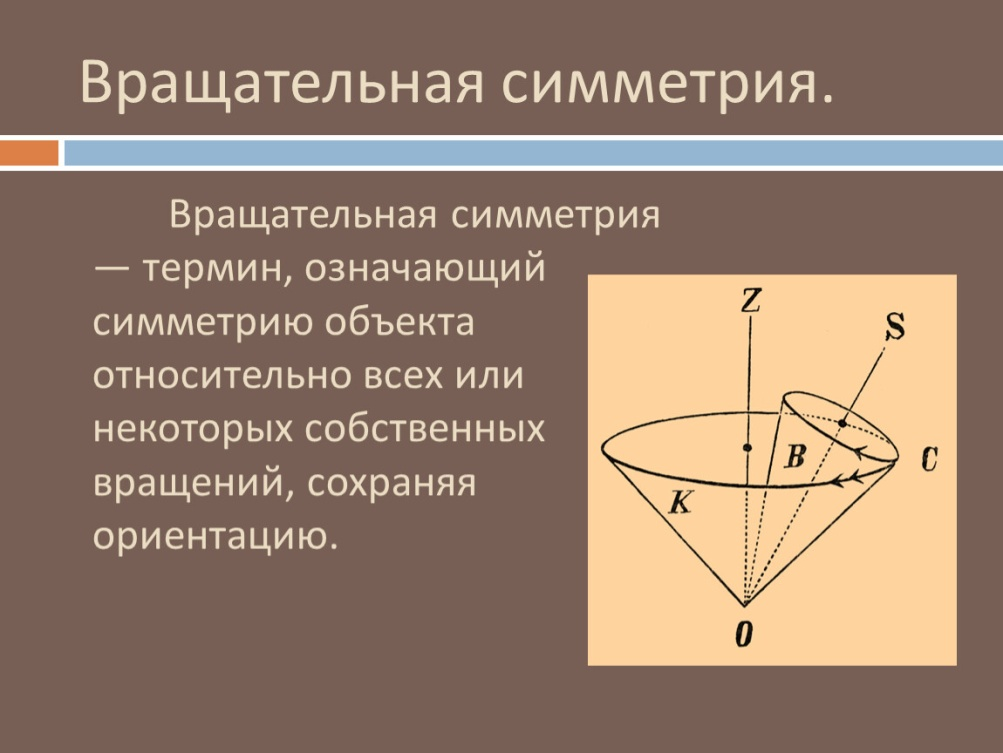 Вращательная симметрия.
Вращательная симметрия
— термин, означающий
симметрию объекта
относительно всех или
некоторых собственных
вращений, сохраняя
ориентацию.
Z
S
B
C
K
O